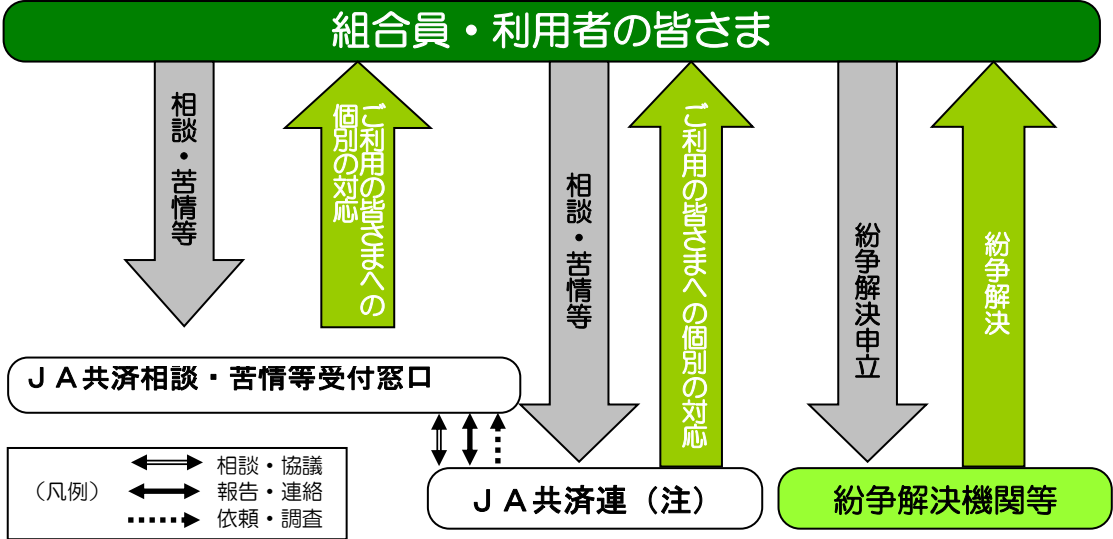 組合員・利用者の皆さま
相談・苦情等
ご利用の皆さまへの
個別の対応
相談・苦情等
ご利用の皆さまへの個別の対応
紛争解決申立
紛争解決
ＪＡ共済相談・苦情等受付窓口
（凡例）
相談・協議
報告・連絡
依頼・調査
ＪＡ共済連（注）
紛争解決機関等